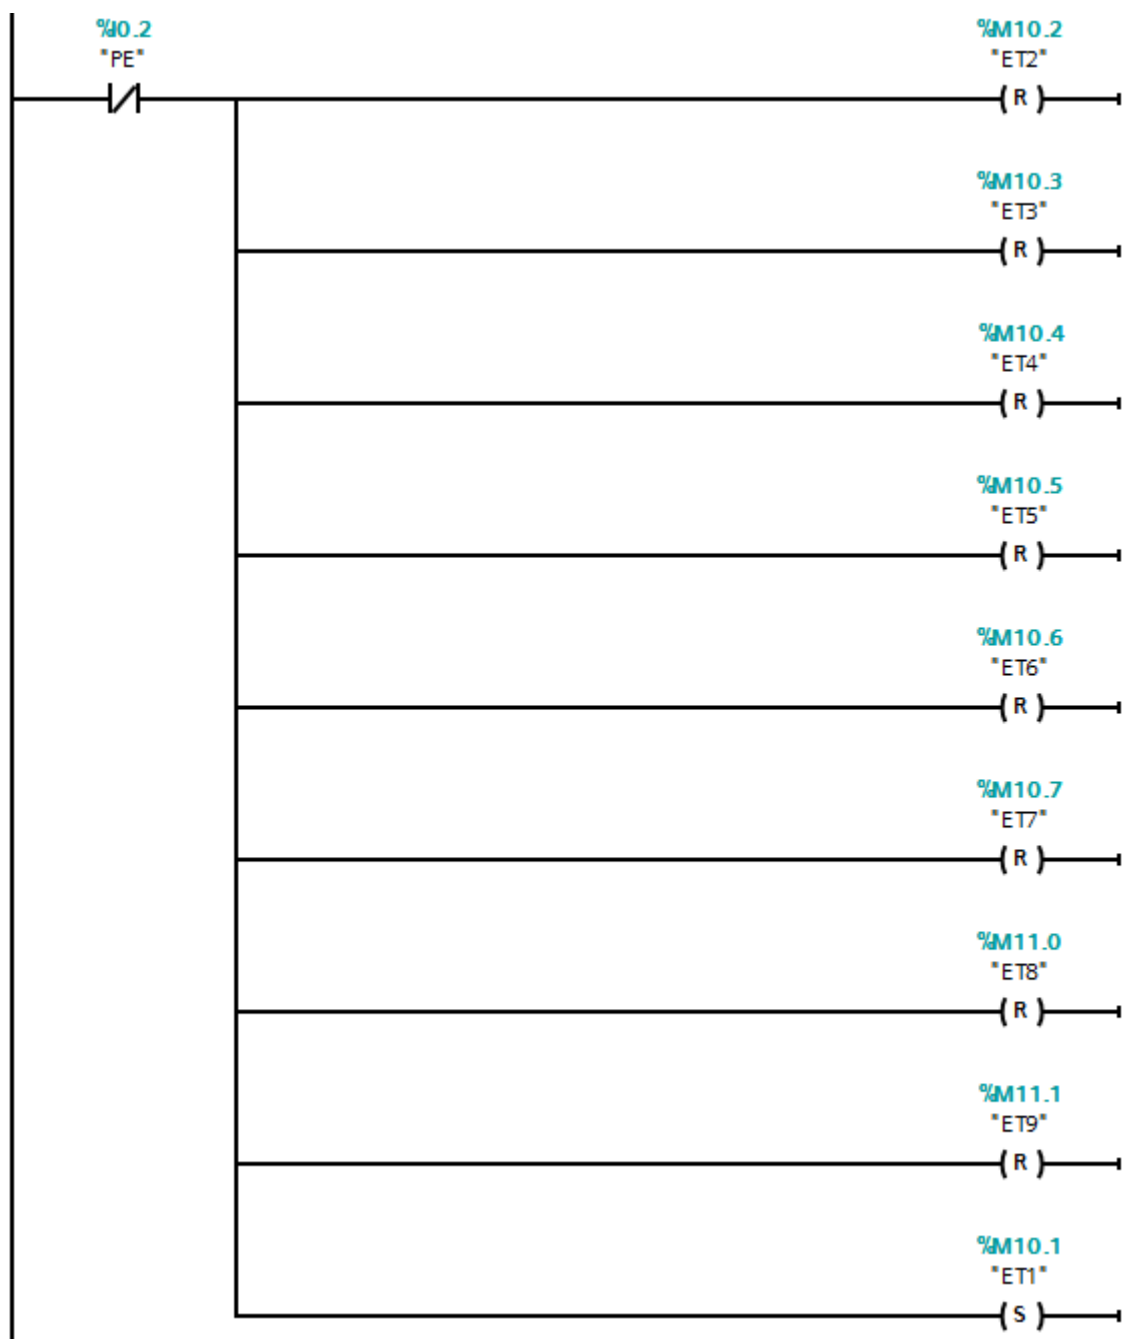 %I0.2
"PE"
%M10.2
"ET2"
( R )
%M10.3
"ET3"
( R )
%M10.4
"ET4"
( R )
%M10.5
"ET5"
( R )
%M10.6
"ET6"
( R )
%M10.7
"ET7"
( R )
%M11.0
"ET8"
( R )
%M11.1
"ET9"
( R )
%M10.1
"ET1"
( S )